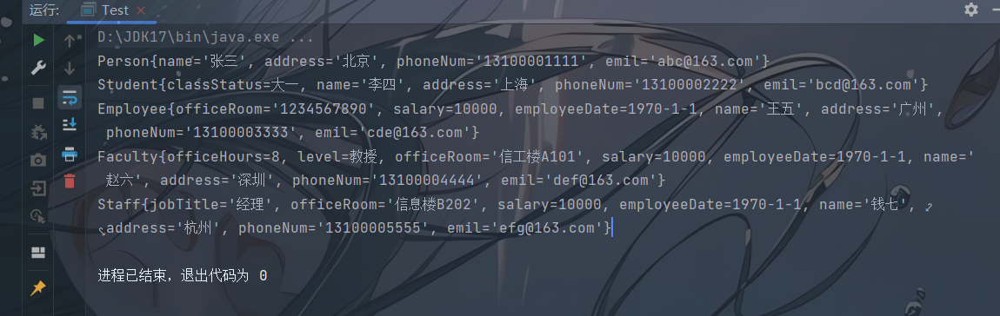 运行: Test
D:\JDK17\bin\java.exe ...
Person{name='张三', address='北京', phoneNum='13100001111', emil='abc@163.com'}
Student{classStatus=大一, name='李四', address='上海', phoneNum='13100002222', emil='bcd@163.com'}
Employee{officeRoom='1234567890', salary=10000, employeeDate=1970-1-1, name='王五', address='广州',
phoneNum='13100003333', emil='cde@163.com'}
Faculty{officeHours=8, level=教授, officeRoom='信工楼A101', salary=10000, employeeDate=1970-1-1, name='
赵六', address='深圳', phoneNum='13100004444', emil='def@163.com'}
Staff{jobTitle='经理', officeRoom='信息楼B202', salary=10000, employeeDate=1970-1-1, name='钱七',
address='杭州', phoneNum='13100005555', emil='efg@163.com'}
进程已结束，退出代码为 0